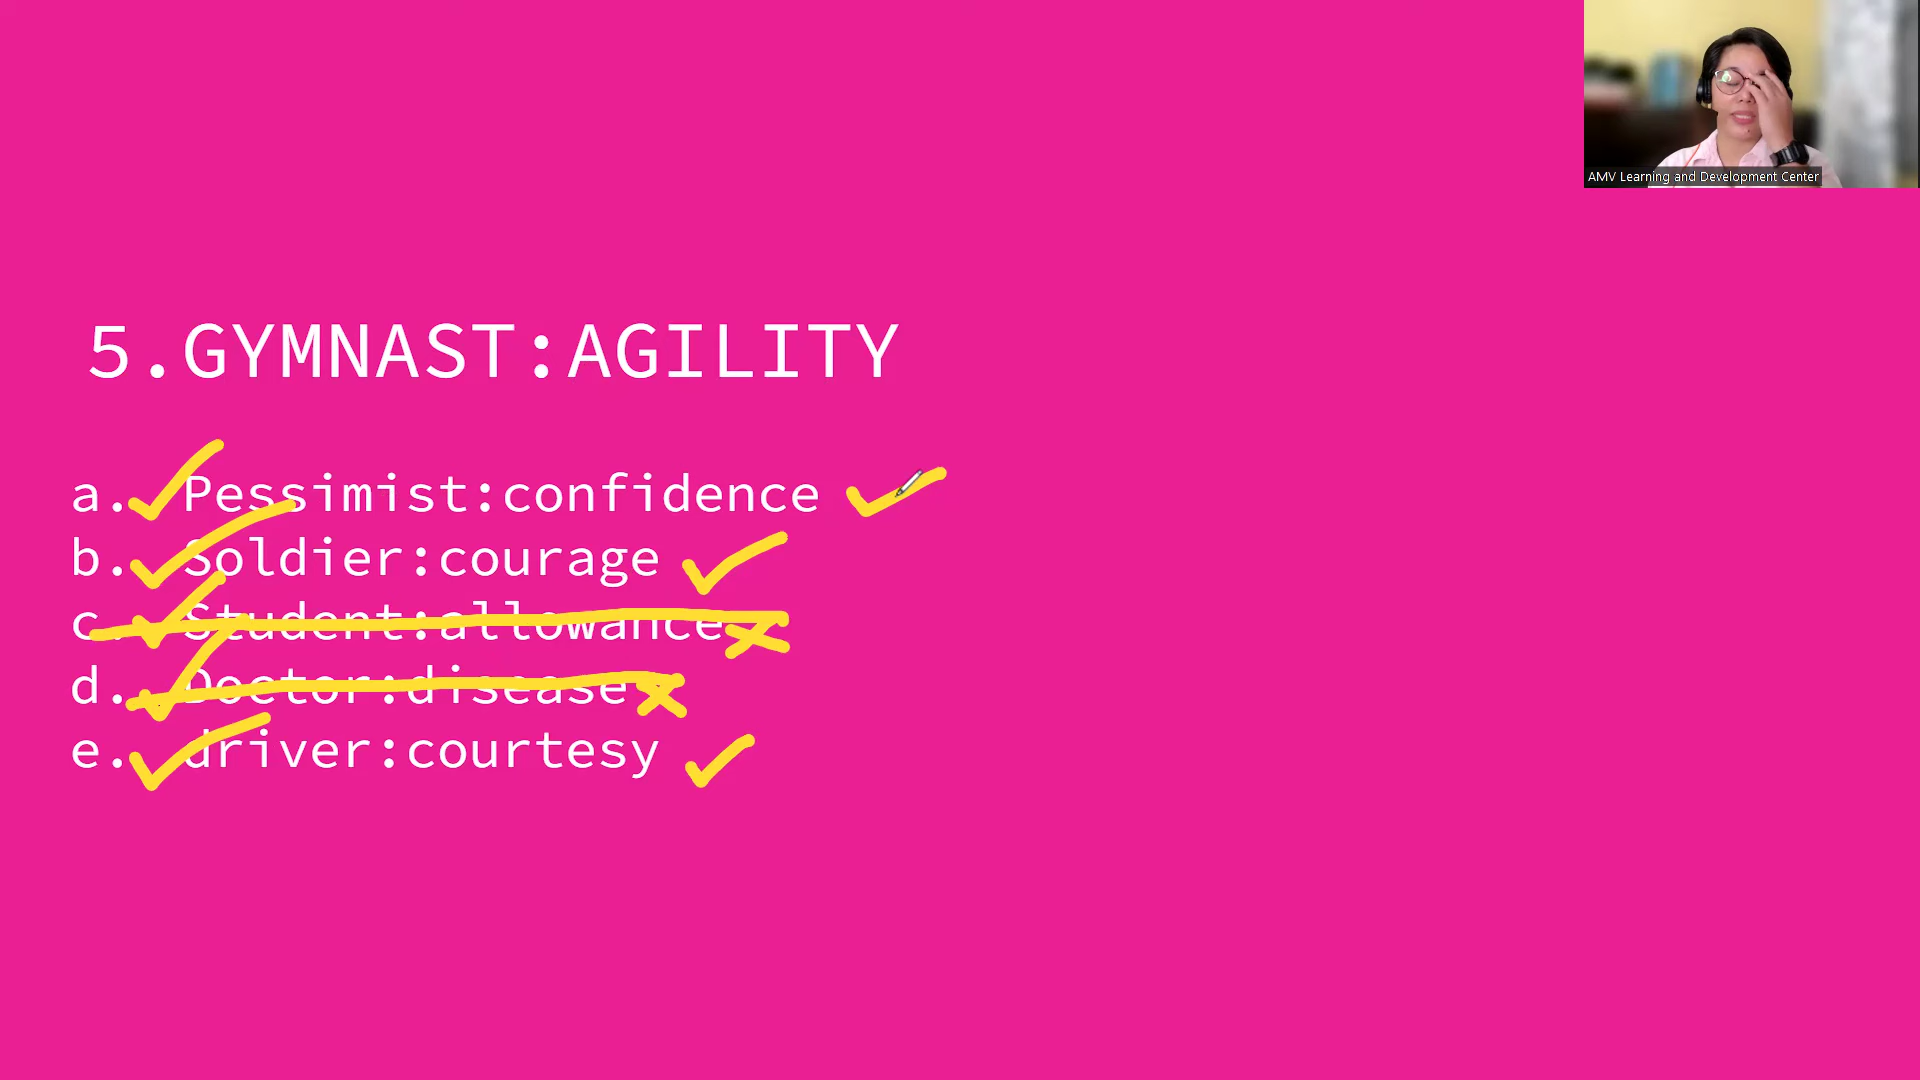 AMV Learning and Development Center
5.GYMNAST:AGILITY
a. Pessimist:confidence
b. Soldier:courage
c. Student:allowance
d. Doctor:disease
e. driver:courtesy